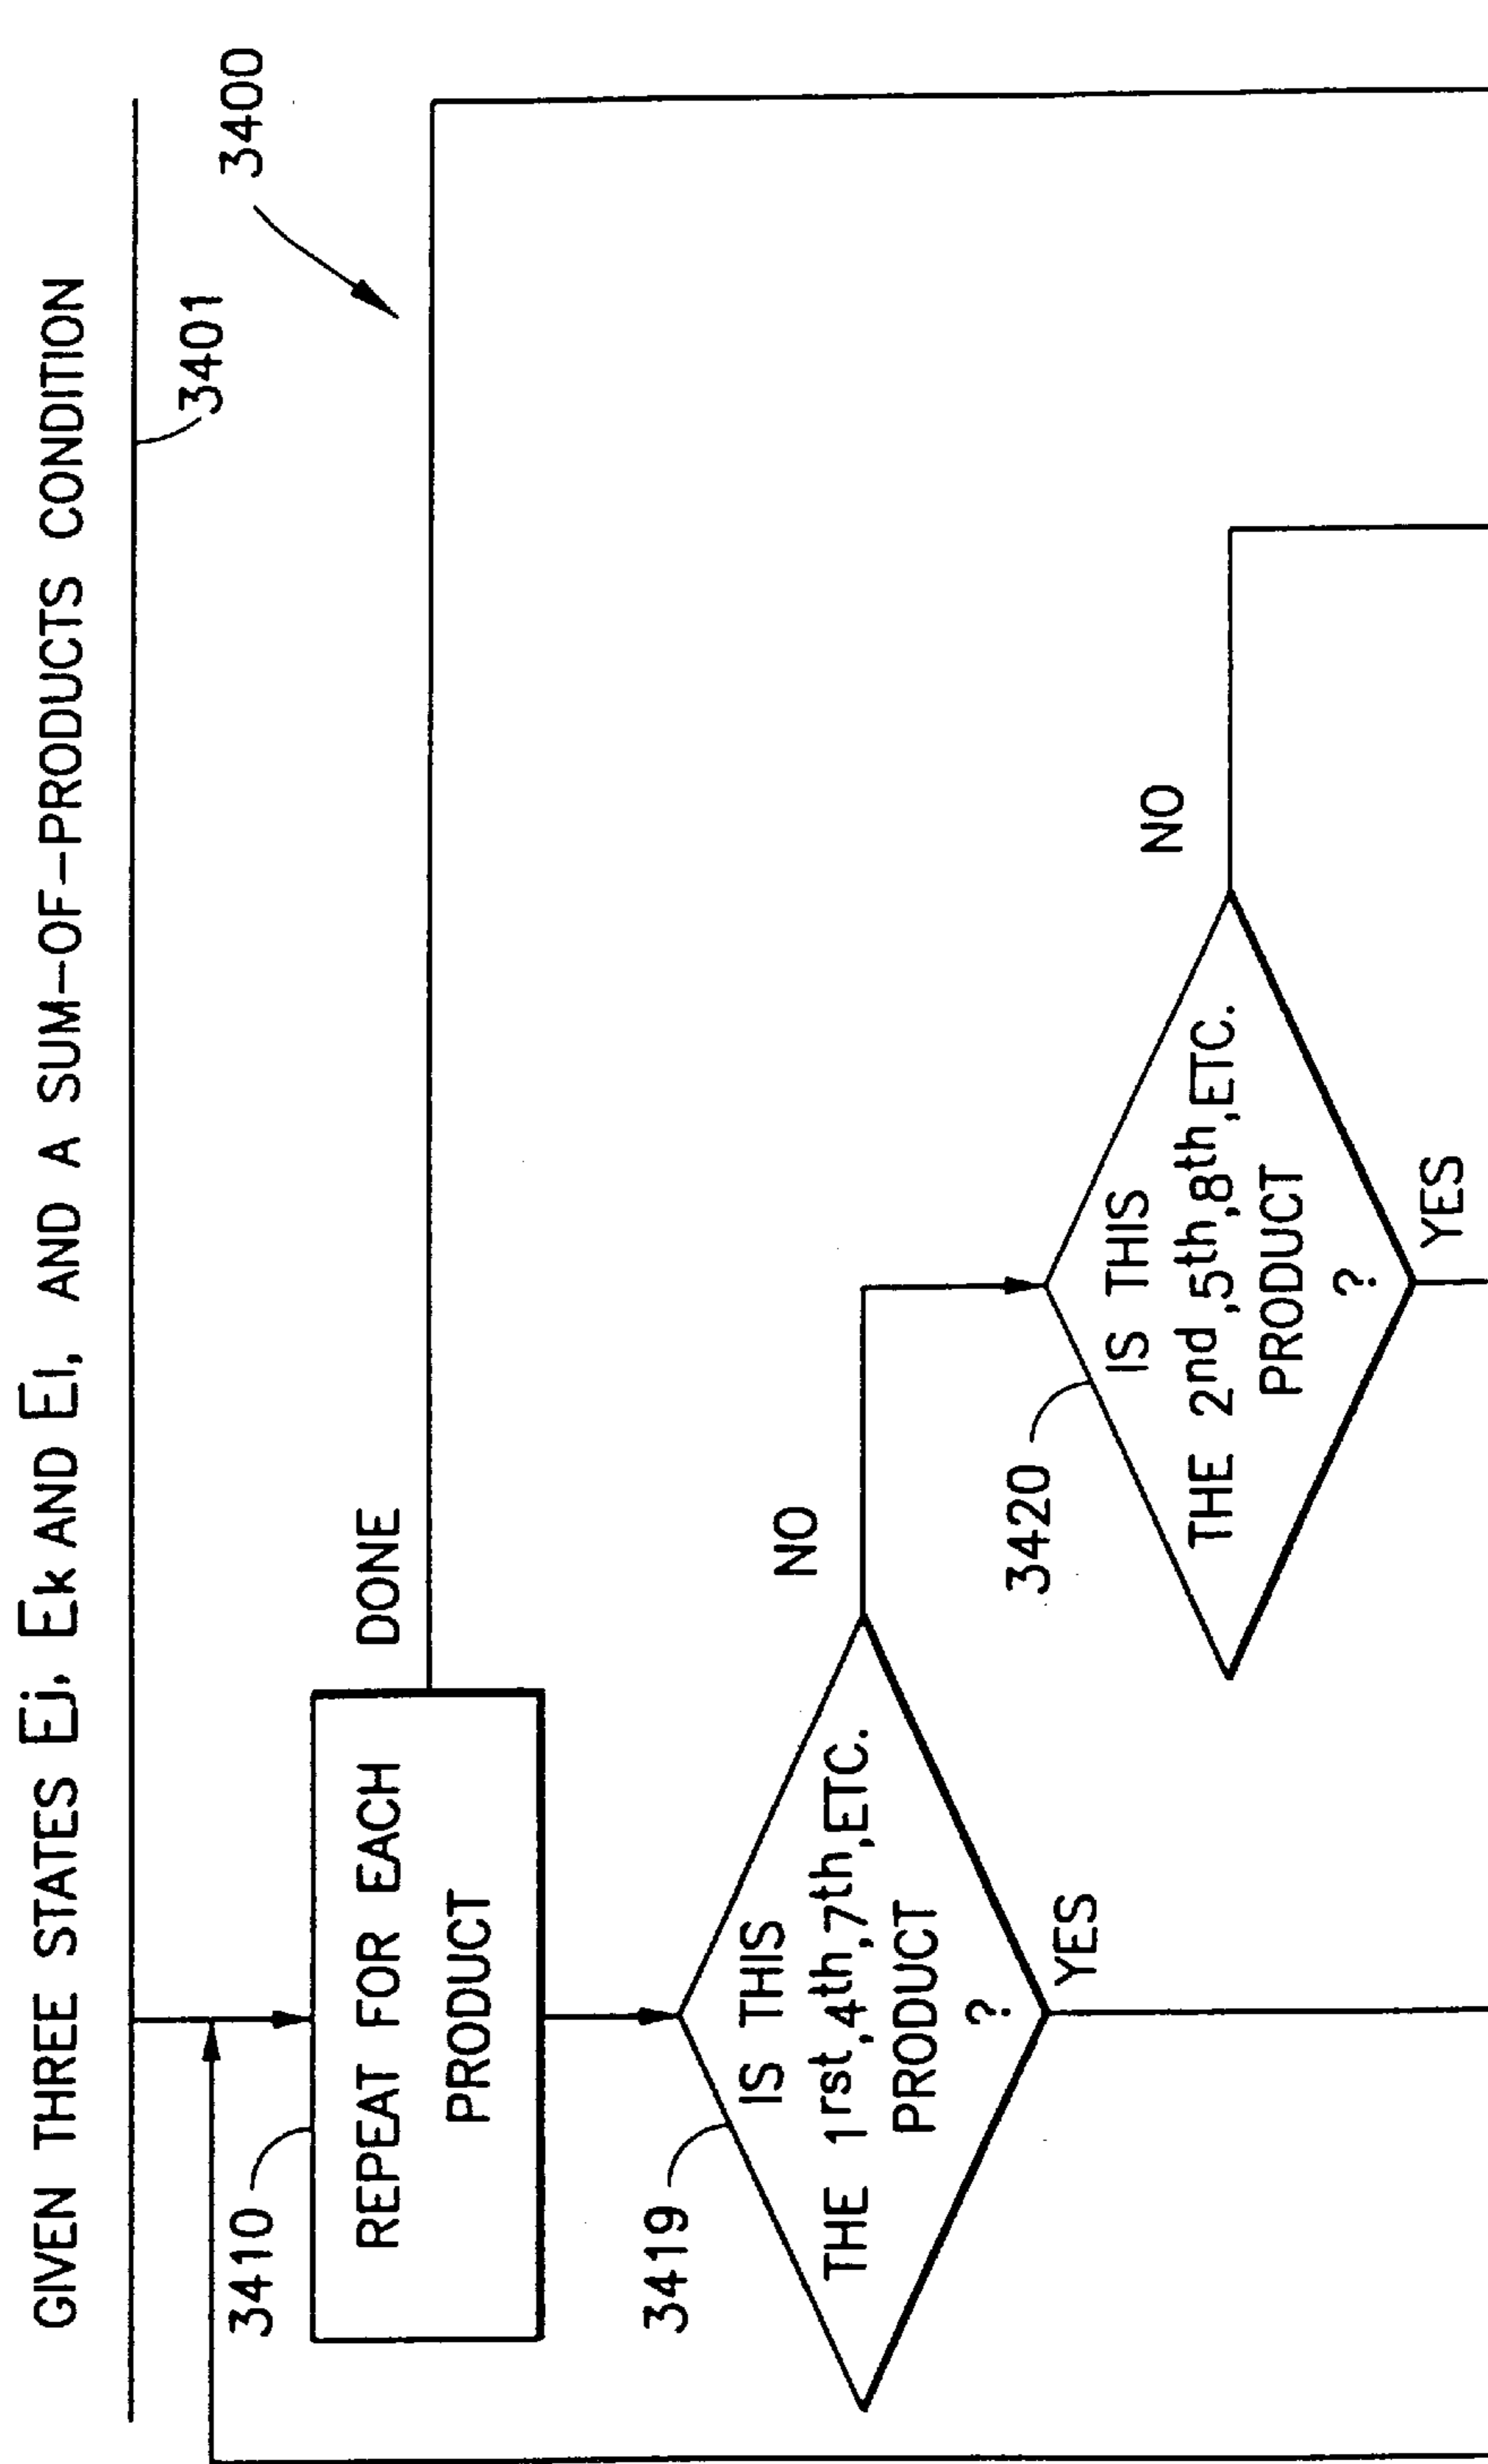 GIVEN THREE STATES Ej, Ek AND El, AND A SUM-OF-PRODUCTS CONDITION
3401
3400
3410
REPEAT FOR EACH
PRODUCT
DONE
3419
IS THIS
THE 1rst,4th,7th,ETC.
PRODUCT
?
NO
YES
3420
IS THIS
THE 2nd,5th,8th,ETC.
PRODUCT
?
NO
YES